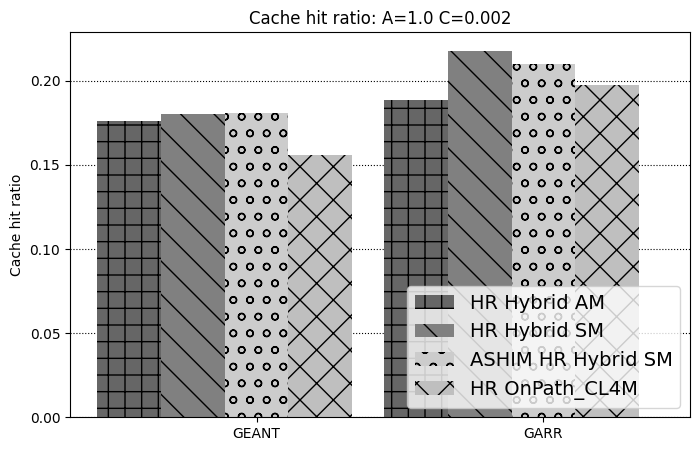 Cache hit ratio: A=1.0 C=0.002
Cache hit ratio
0.20
0.15
0.10
0.05
0.00
HR Hybrid AM
HR Hybrid SM
ASHIM HR Hybrid SM
HR OnPath_CL4M
GEANT
GARR